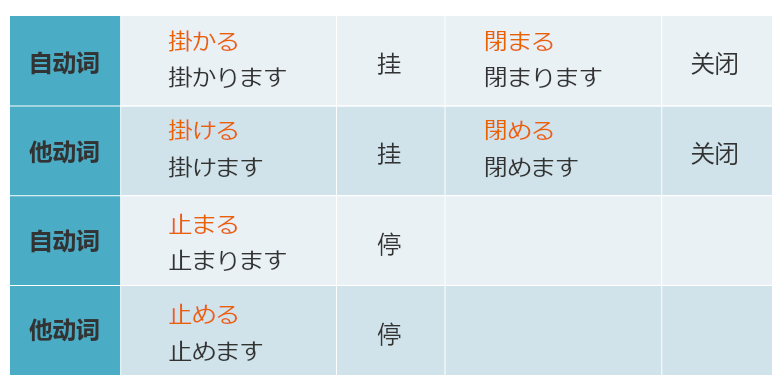 自动词
掛かる
掛かります
挂
閉まる
閉まります
关闭
他动词
掛ける
掛けます
挂
閉める
閉めます
关闭
自动词
止まる
止まります
停
他动词
止める
止めます
停